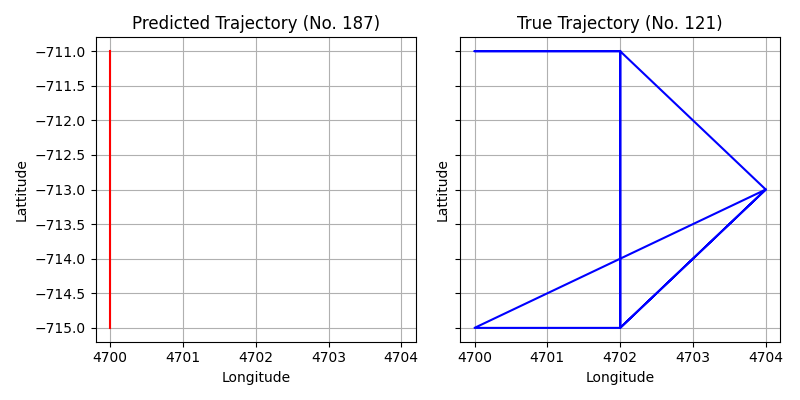 Predicted Trajectory (No. 187)
True Trajectory (No. 121)
Lattitude
−711.0
−711.5
−712.0
−712.5
−713.0
−713.5
−714.0
−714.5
−715.0
4700 4701 4702 4703 4704
Longitude
Lattitude
4700 4701 4702 4703 4704
Longitude